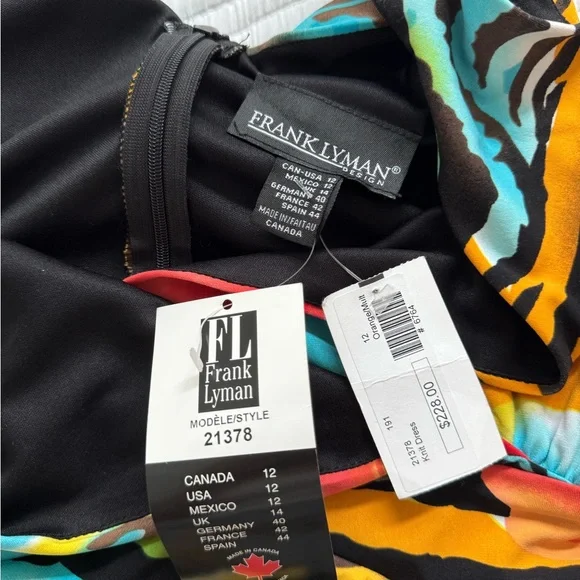 FRANK LYMAN®
DESIGN
CAN-USA 12
MEXICO 12
UK 14
GERMANY 40
FRANCE 42
SPAIN 44
MADE IN/FAIT AU
CANADA
FL
Frank
Lyman
MODÈLE/STYLE
21378
CANADA 12
USA 12
MEXICO 12
UK 14
GERMANY 40
FRANCE 42
SPAIN 44
MADE IN CANADA
12 Orange/Mult
# 6764
21378 191
Knit Dress $228.00